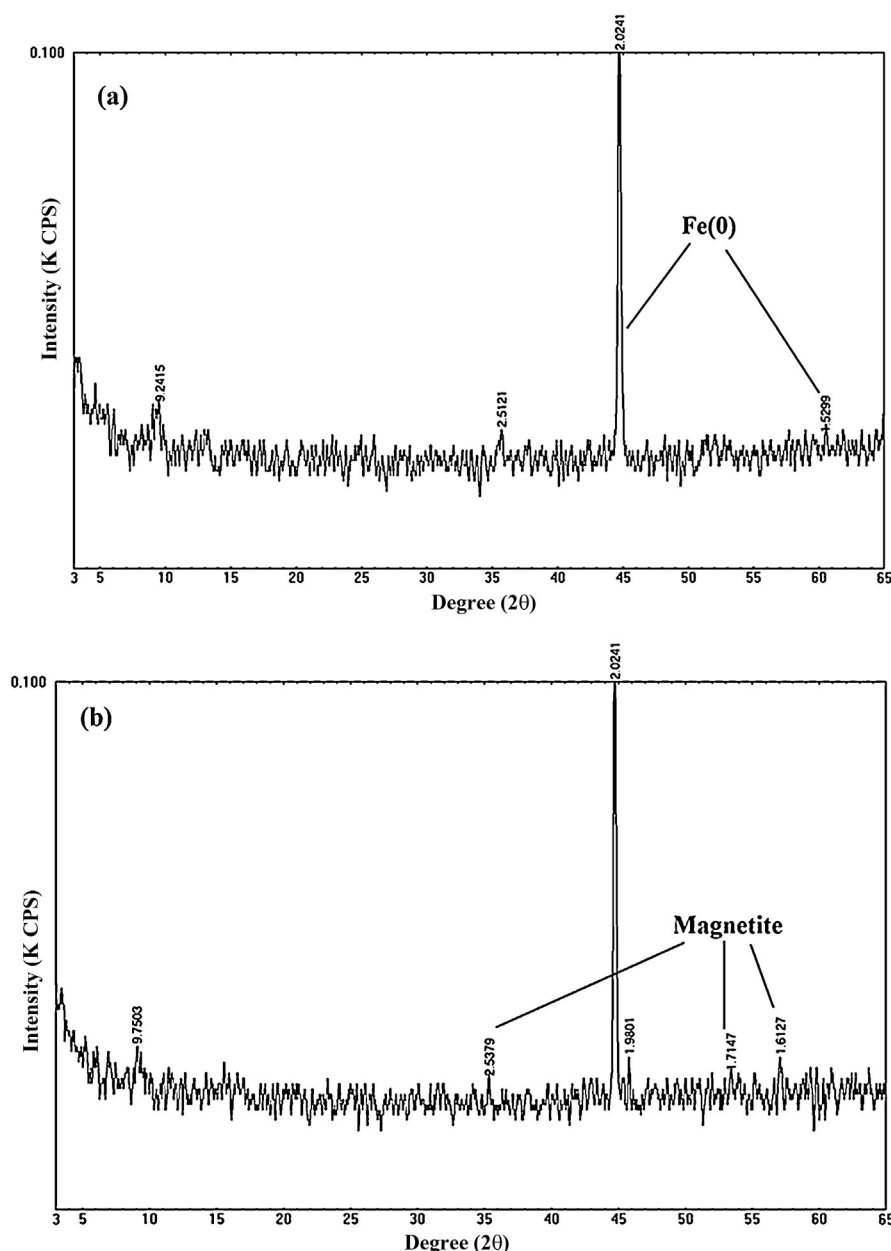 2.0241
0.100
(a)
Intensity (K CPS)
Fe(0)
9.2415
2.5121
1.5299
3 5 10 15 20 25 30 35 40 45 50 55 60 65
Degree (2θ)
2.0241
0.100
(b)
Intensity (K CPS)
Magnetite
9.7503
2.5379
1.9801
1.7147
1.6127
3 5 10 15 20 25 30 35 40 45 50 55 60 65
Degree (2θ)